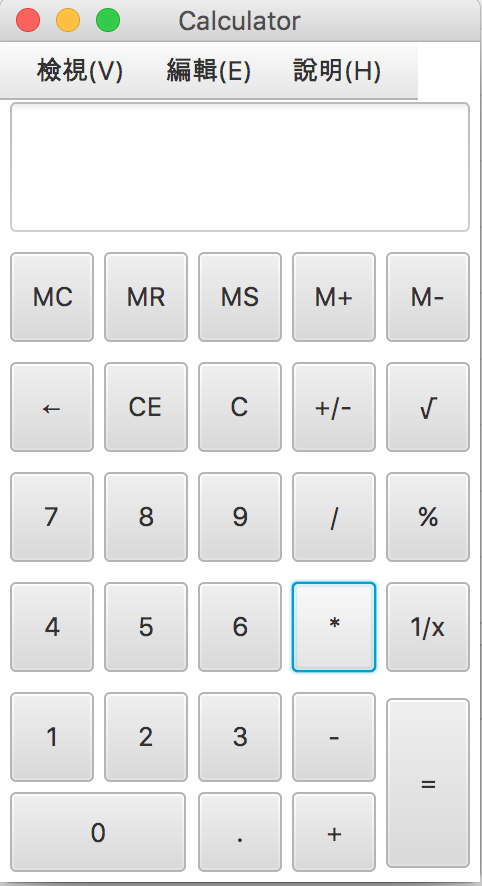 Calculator
檢視(V) 編輯(E) 說明(H)
MC MR MS M+ M-
← CE C +/- √
7 8 9 / %
4 5 6 * 1/x
1 2 3 -
=
0 . +